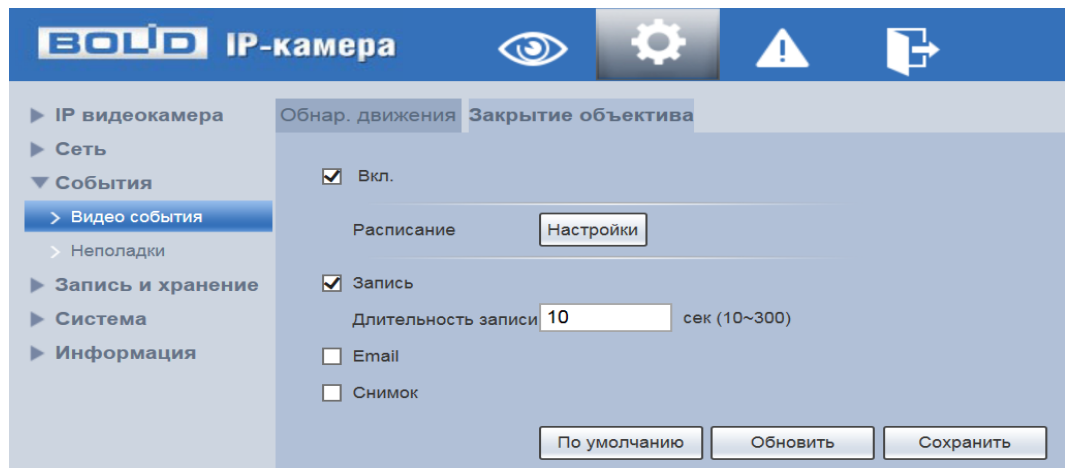 BOLID IP-камера
IP видеокамера
Сеть
События
Видео события
Неполадки
Запись и хранение
Система
Информация
Обнар. движения Закрытие объектива
Вкл.
Расписание Настройки
Запись
Длительность записи 10 сек (10~300)
Email
Снимок
По умолчанию Обновить Сохранить